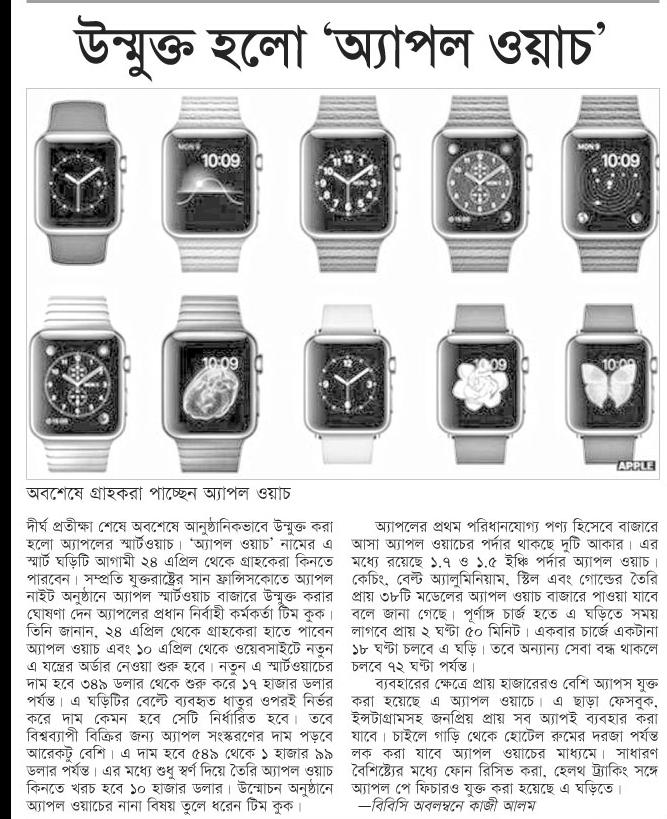 উন্মুক্ত হলো ‘অ্যাপল ওয়াচ’
MON 9
10:09
MON 9
10:09
10:09
10:09
10:09
APPLE
অবশেষে গ্রাহকরা পাচ্ছেন অ্যাপল ওয়াচ
দীর্ঘ প্রতীক্ষা শেষে অবশেষে আনুষ্ঠানিকভাবে উন্মুক্ত করা
হলো অ্যাপলের স্মার্টওয়াচ। ‘অ্যাপল ওয়াচ’ নামের এ
স্মার্ট ঘড়িটি আগামী ২৪ এপ্রিল থেকে গ্রাহকেরা কিনতে
পারবেন। সম্প্রতি যুক্তরাষ্ট্রের সান ফ্রান্সিসকোতে অ্যাপল
নাইট অনুষ্ঠানে অ্যাপল স্মার্টওয়াচ বাজারে উন্মুক্ত করার
ঘোষণা দেন অ্যাপলের প্রধান নির্বাহী কর্মকর্তা টিম কুক।
তিনি জানান, ২৪ এপ্রিল থেকে গ্রাহকেরা হাতে পাবেন
অ্যাপল ওয়াচ এবং ১০ এপ্রিল থেকে ওয়েবসাইটে নতুন
এ যন্ত্রের অর্ডার নেওয়া শুরু হবে। নতুন এ স্মার্টওয়াচের
দাম হবে ৩৪৯ ডলার থেকে শুরু করে ১৭ হাজার ডলার
পর্যন্ত। এ ঘড়িটির বেল্টে ব্যবহৃত ধাতুর ওপরই নির্ভর
করে দাম কেমন হবে সেটি নির্ধারিত হবে। তবে
বিশ্বব্যাপী বিক্রির জন্য অ্যাপল সংস্করণের দাম পড়বে
আরেকটু বেশি। এ দাম হবে ৫৪৯ থেকে ১ হাজার ৯৯
ডলার পর্যন্ত। এর মধ্যে শুধু স্বর্ণ দিয়ে তৈরি অ্যাপল ওয়াচ
কিনতে খরচ হবে ১০ হাজার ডলার। উন্মোচন অনুষ্ঠানে
অ্যাপল ওয়াচের নানা বিষয় তুলে ধরেন টিম কুক।
অ্যাপলের প্রথম পরিধানযোগ্য পণ্য হিসেবে বাজারে
আসা অ্যাপল ওয়াচের পর্দার থাকছে দুটি আকার। এর
মধ্যে রয়েছে ১.৭ ও ১.৫ ইঞ্চি পর্দার অ্যাপল ওয়াচ।
কেচিং, বেল্ট অ্যালুমিনিয়াম, স্টিল এবং গোল্ডের তৈরি
প্রায় ৩৮টি মডেলের অ্যাপল ওয়াচ বাজারে পাওয়া যাবে
বলে জানা গেছে। পূর্ণাঙ্গ চার্জ হতে এ ঘড়িতে সময়
লাগবে প্রায় ২ ঘণ্টা ৫০ মিনিট। একবার চার্জে একটানা
১৮ ঘণ্টা চলবে এ ঘড়ি। তবে অন্যান্য সেবা বন্ধ থাকলে
চলবে ৭২ ঘণ্টা পর্যন্ত।
ব্যবহারের ক্ষেত্রে প্রায় হাজারেরও বেশি অ্যাপস যুক্ত
করা হয়েছে এ অ্যাপল ওয়াচে। এ ছাড়া ফেসবুক,
ইন্সটাগ্রামসহ জনপ্রিয় প্রায় সব অ্যাপই ব্যবহার করা
যাবে। চাইলে গাড়ি থেকে হোটেল রুমের দরজা পর্যন্ত
লক করা যাবে অ্যাপল ওয়াচের মাধ্যমে। সাধারণ
বৈশিষ্ট্যের মধ্যে ফোন রিসিভ করা, হেলথ ট্র্যাকিং সঙ্গে
অ্যাপল পে ফিচারও যুক্ত করা হয়েছে এ ঘড়িতে।
—বিবিসি অবলম্বনে কাজী আলম